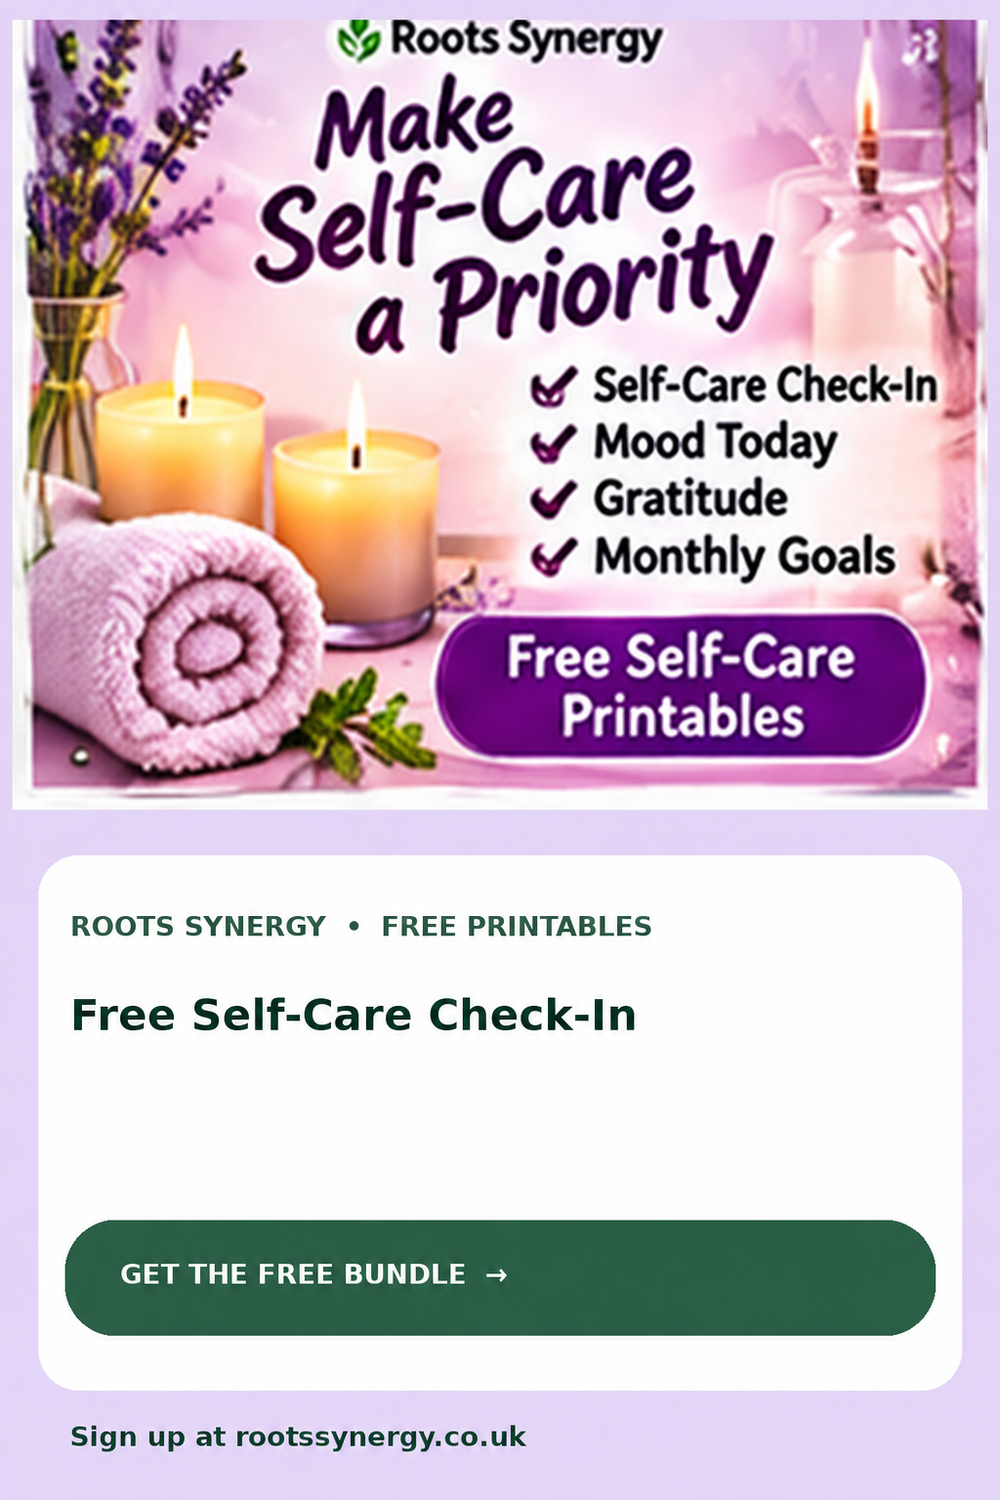 Roots Synergy
Make
Self-Care
a Priority
Self-Care Check-In
Mood Today
Gratitude
Monthly Goals
Free Self-Care
Printables
ROOTS SYNERGY • FREE PRINTABLES
Free Self-Care Check-In
GET THE FREE BUNDLE →
Sign up at rootssynergy.co.uk